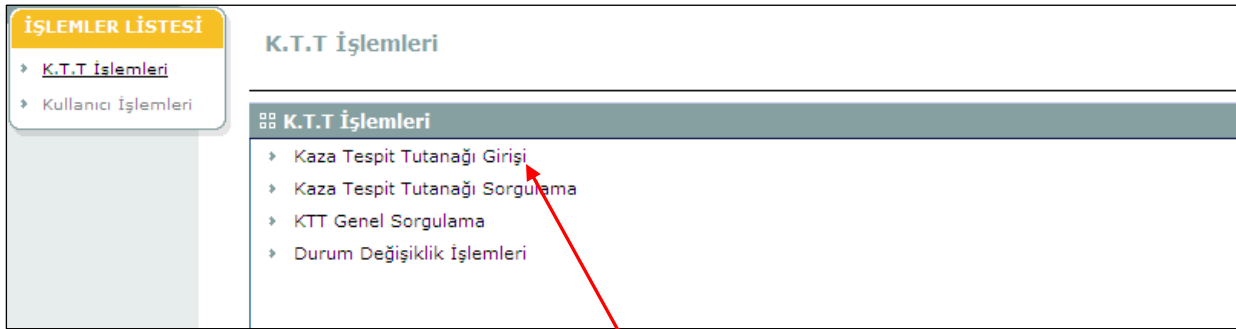 İŞLEMLER LİSTESİ
K.T.T İşlemleri
Kullanıcı İşlemleri
K.T.T İşlemleri
K.T.T İşlemleri
Kaza Tespit Tutanağı Girişi
Kaza Tespit Tutanağı Sorgulama
KTT Genel Sorgulama
Durum Değişiklik İşlemleri